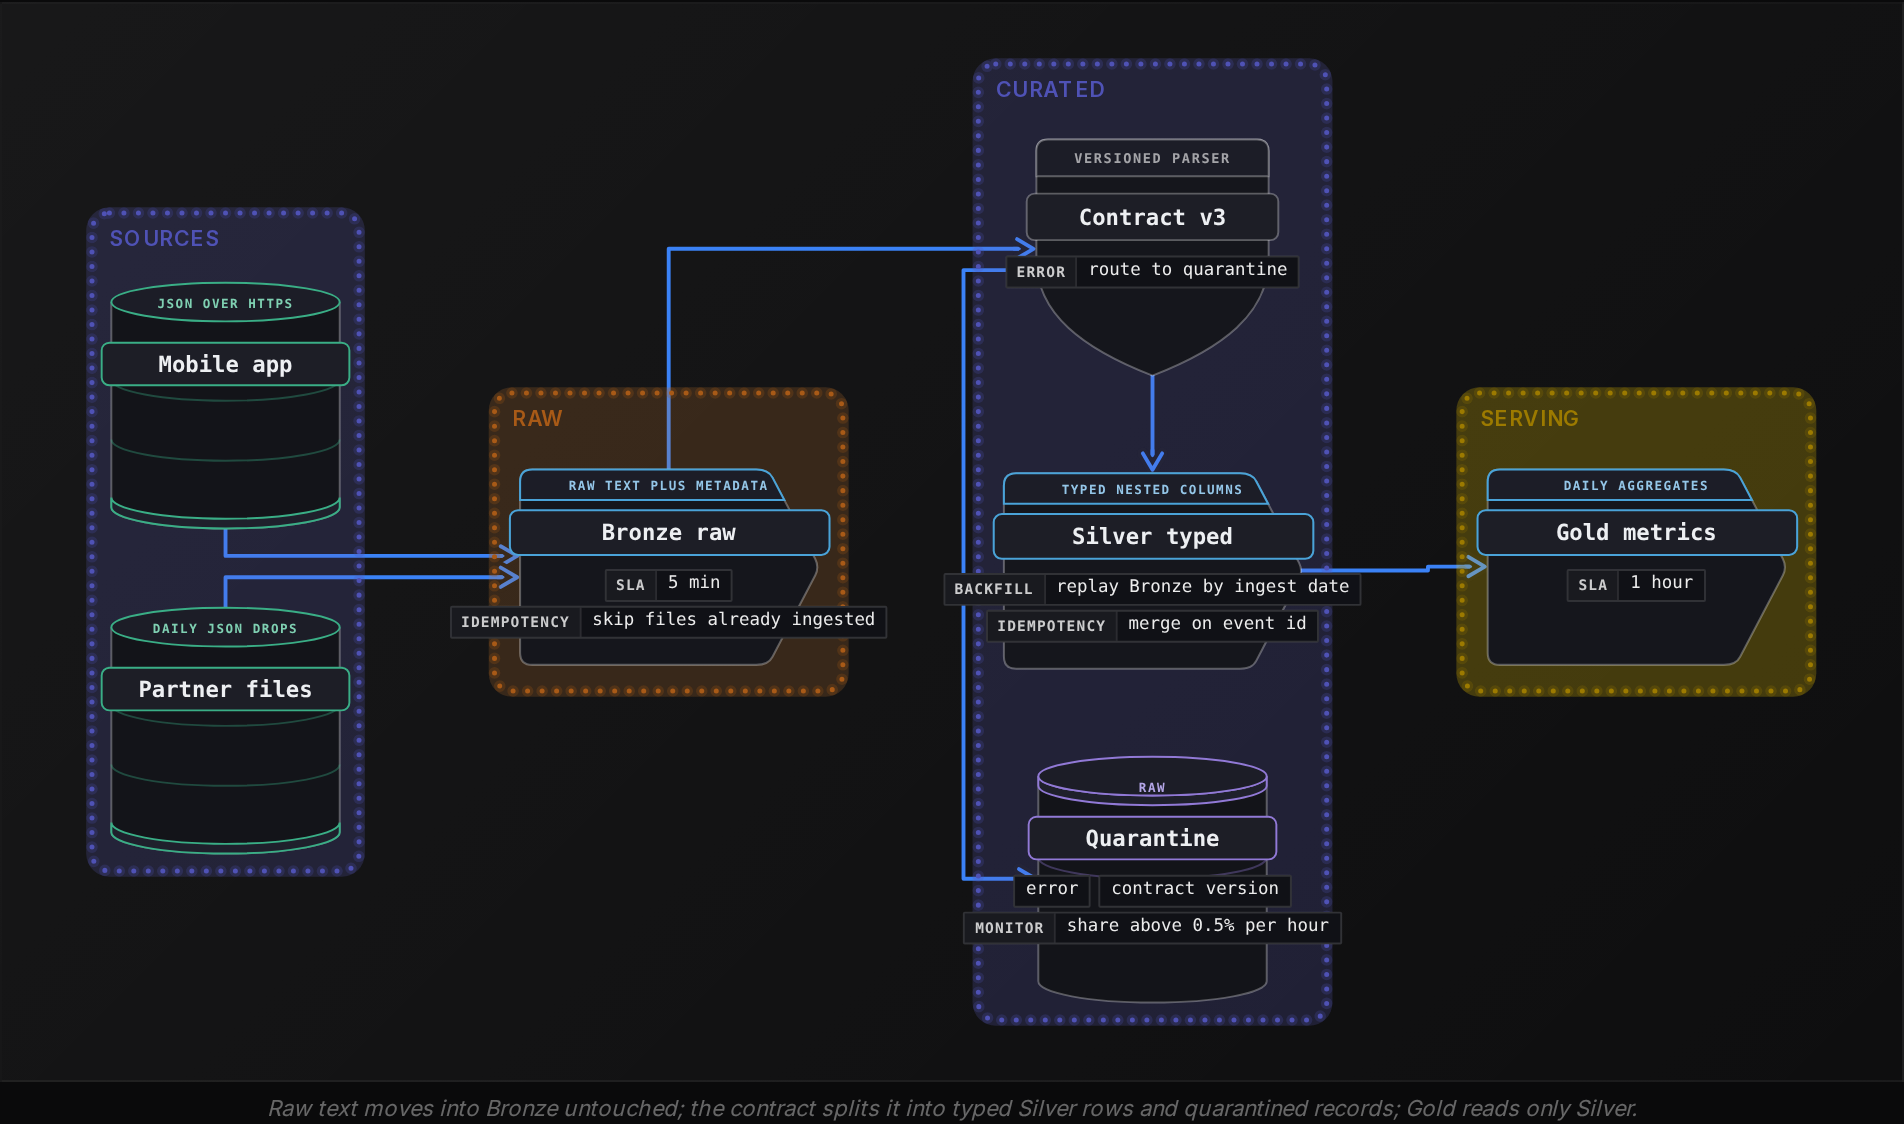 SOURCES
JSON OVER HTTPS
Mobile app
DAILY JSON DROPS
Partner files
RAW
RAW TEXT PLUS METADATA
Bronze raw
SLA 5 min
IDEMPOTENCY skip files already ingested
CURATED
VERSIONED PARSER
Contract v3
ERROR route to quarantine
TYPED NESTED COLUMNS
Silver typed
BACKFILL replay Bronze by ingest date
IDEMPOTENCY merge on event id
RAW
Quarantine
error contract version
MONITOR share above 0.5% per hour
SERVING
DAILY AGGREGATES
Gold metrics
SLA 1 hour
Raw text moves into Bronze untouched; the contract splits it into typed Silver rows and quarantined records; Gold reads only Silver.